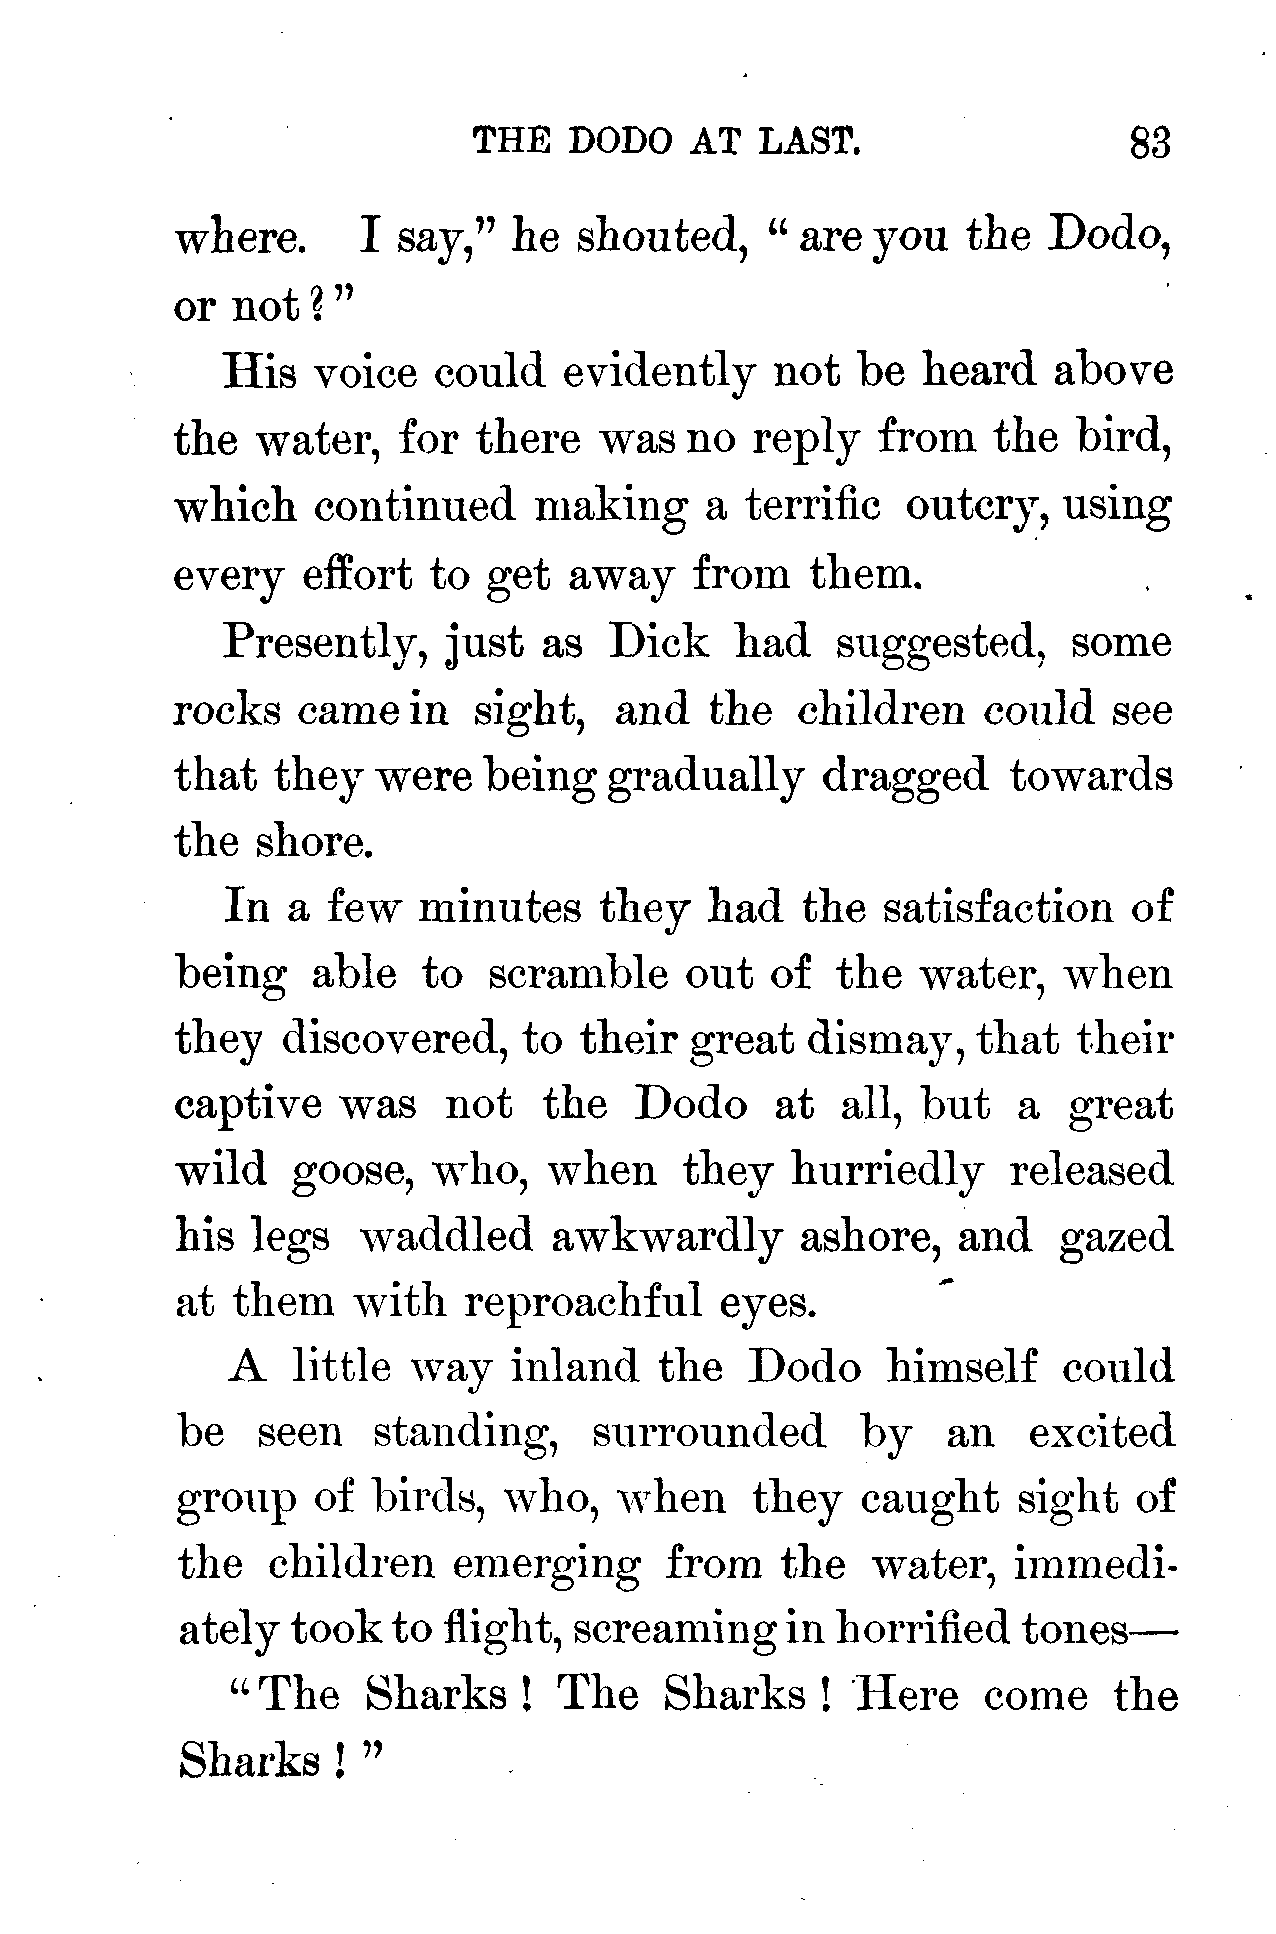 THE DODO AT LAST. 83
where. I say,” he shouted, “ are you the Dodo,
or not ? ”
His voice could evidently not be heard above
the water, for there was no reply from the bird,
which continued making a terrific outcry, using
every effort to get away from them.
Presently, just as Dick had suggested, some
rocks came in sight, and the children could see
that they were being gradually dragged towards
the shore.
In a few minutes they had the satisfaction of
being able to scramble out of the water, when
they discovered, to their great dismay, that their
captive was not the Dodo at all, but a great
wild goose, who, when they hurriedly released
his legs waddled awkwardly ashore, and gazed
at them with reproachful eyes.
A little way inland the Dodo himself could
be seen standing, surrounded by an excited
group of birds, who, when they caught sight of
the children emerging from the water, immedi-
ately took to flight, screaming in horrified tones—
“ The Sharks ! The Sharks ! Here come the
Sharks ! ”